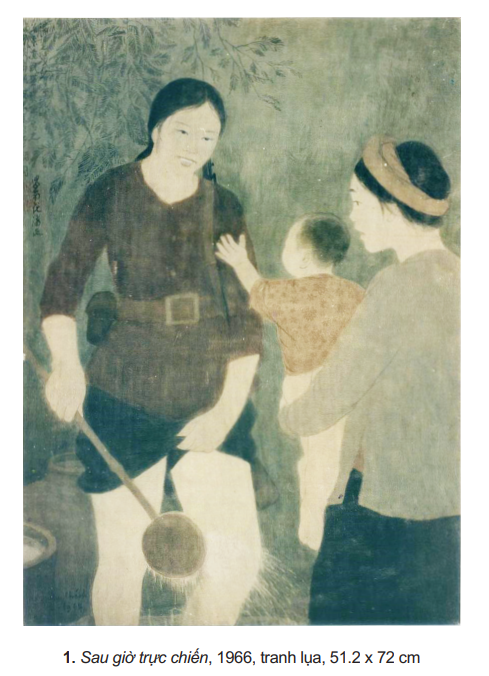 1. Sau giờ trực chiến, 1966, tranh lụa, 51.2 x 72 cm